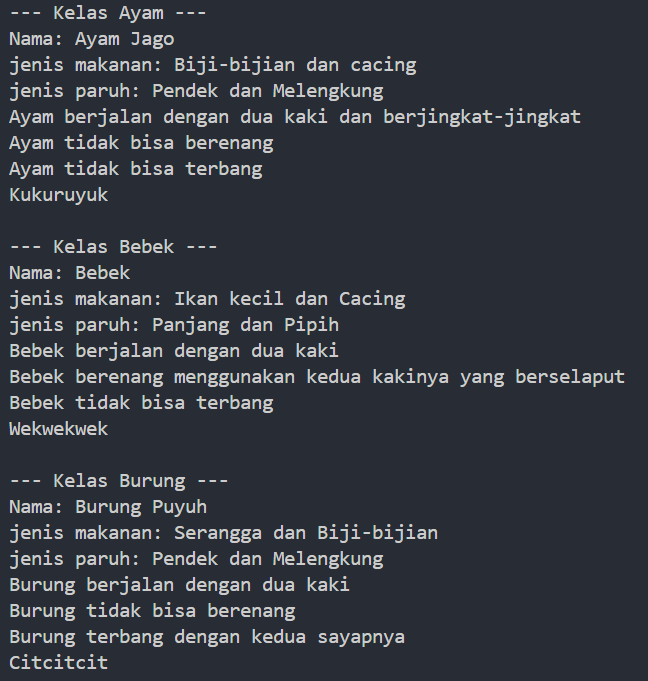 --- Kelas Ayam ---
Nama: Ayam Jago
jenis makanan: Biji-bijian dan cacing
jenis paruh: Pendek dan Melengkung
Ayam berjalan dengan dua kaki dan berjingkat-jingkat
Ayam tidak bisa berenang
Ayam tidak bisa terbang
Kukuruyuk

--- Kelas Bebek ---
Nama: Bebek
jenis makanan: Ikan kecil dan Cacing
jenis paruh: Panjang dan Pipih
Bebek berjalan dengan dua kaki
Bebek berenang menggunakan kedua kakinya yang berselaput
Bebek tidak bisa terbang
Wekwekwek

--- Kelas Burung ---
Nama: Burung Puyuh
jenis makanan: Serangga dan Biji-bijian
jenis paruh: Pendek dan Melengkung
Burung berjalan dengan dua kaki
Burung tidak bisa berenang
Burung terbang dengan kedua sayapnya
Citcitcit